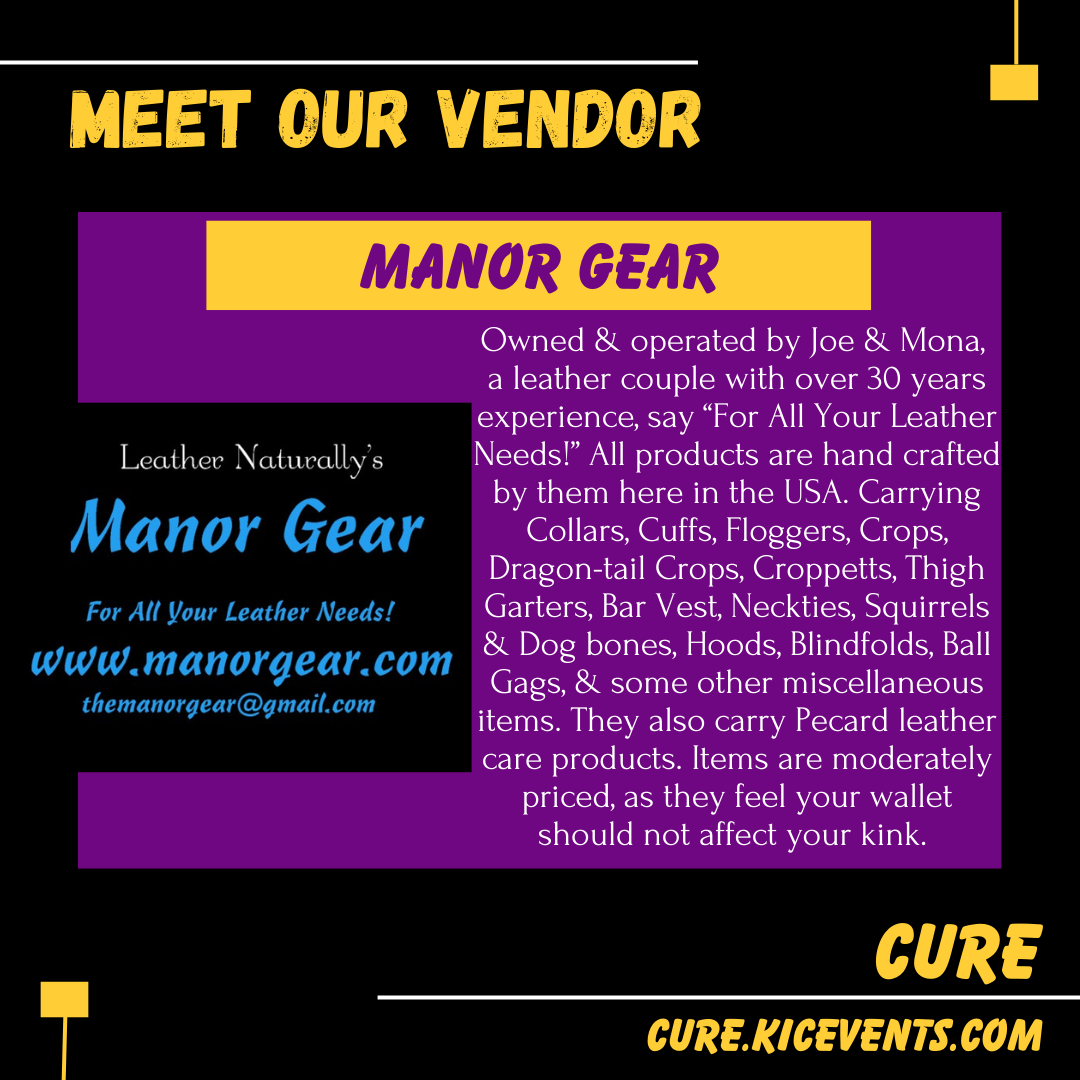 MEET OUR VENDOR
MANOR GEAR
Owned & operated by Joe & Mona,
a leather couple with over 30 years
experience, say “For All Your Leather
Needs!” All products are hand crafted
by them here in the USA. Carrying
Collars, Cuffs, Floggers, Crops,
Dragon-tail Crops, Croppetts, Thigh
Garters, Bar Vest, Neckties, Squirrels
& Dog bones, Hoods, Blindfolds, Ball
Gags, & some other miscellaneous
items. They also carry Pecard leather
care products. Items are moderately
priced, as they feel your wallet
should not affect your kink.
Leather Naturally's
Manor Gear
For All Your Leather Needs!
www.manorgear.com
themanorgear@gmail.com
CURE
CURE.KICEVENTS.COM